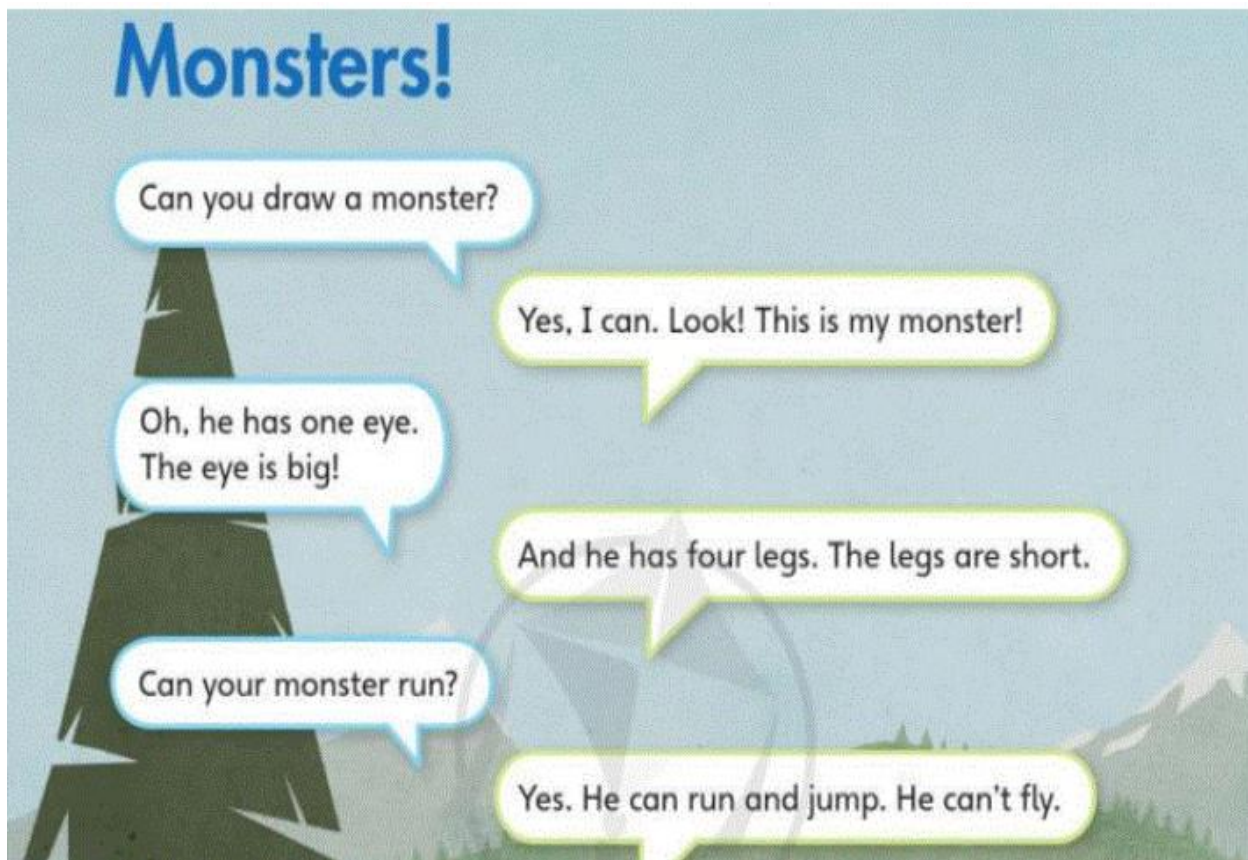 Monsters!
Can you draw a monster?
Yes, I can. Look! This is my monster!
Oh, he has one eye.
The eye is big!
And he has four legs. The legs are short.
Can your monster run?
Yes. He can run and jump. He can't fly.